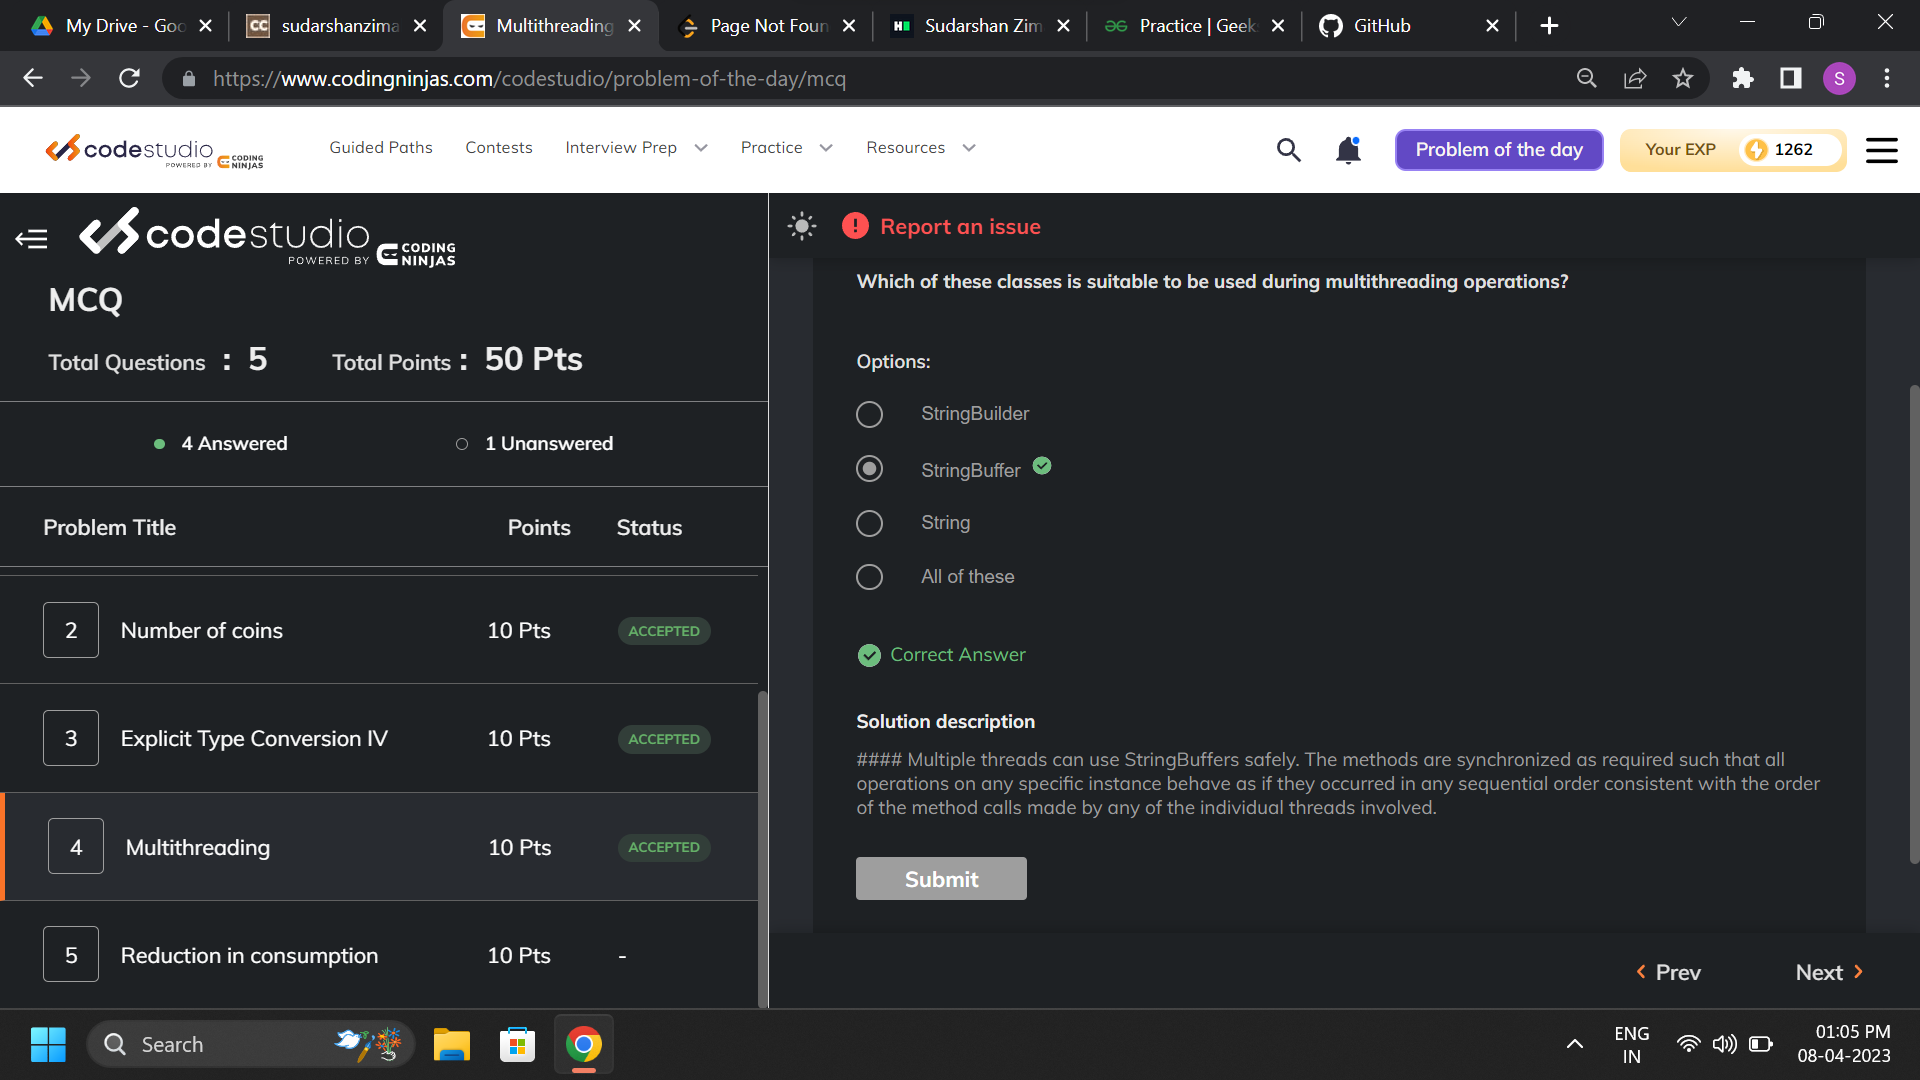 My Drive - Goo
sudarshanzima
Multithreading
Page Not Foun
Sudarshan Zim
Practice | Geek
GitHub
https://www.codingninjas.com/codestudio/problem-of-the-day/mcq
S
codestudio
POWERED BY CODING NINJAS
Guided Paths
Contests
Interview Prep
Practice
Resources
Problem of the day
Your EXP
1262
codestudio
POWERED BY CODING NINJAS
MCQ
Total Questions : 5
Total Points : 50 Pts
4 Answered
1 Unanswered
Problem Title Points Status
2 Number of coins 10 Pts ACCEPTED
3 Explicit Type Conversion IV 10 Pts ACCEPTED
4 Multithreading 10 Pts ACCEPTED
5 Reduction in consumption 10 Pts -
Report an issue
Which of these classes is suitable to be used during multithreading operations?
Options:
StringBuilder
StringBuffer
String
All of these
Correct Answer
Solution description
#### Multiple threads can use StringBuffers safely. The methods are synchronized as required such that all
operations on any specific instance behave as if they occurred in any sequential order consistent with the order
of the method calls made by any of the individual threads involved.
Submit
Prev
Next
Search
ENG
IN
01:05 PM
08-04-2023